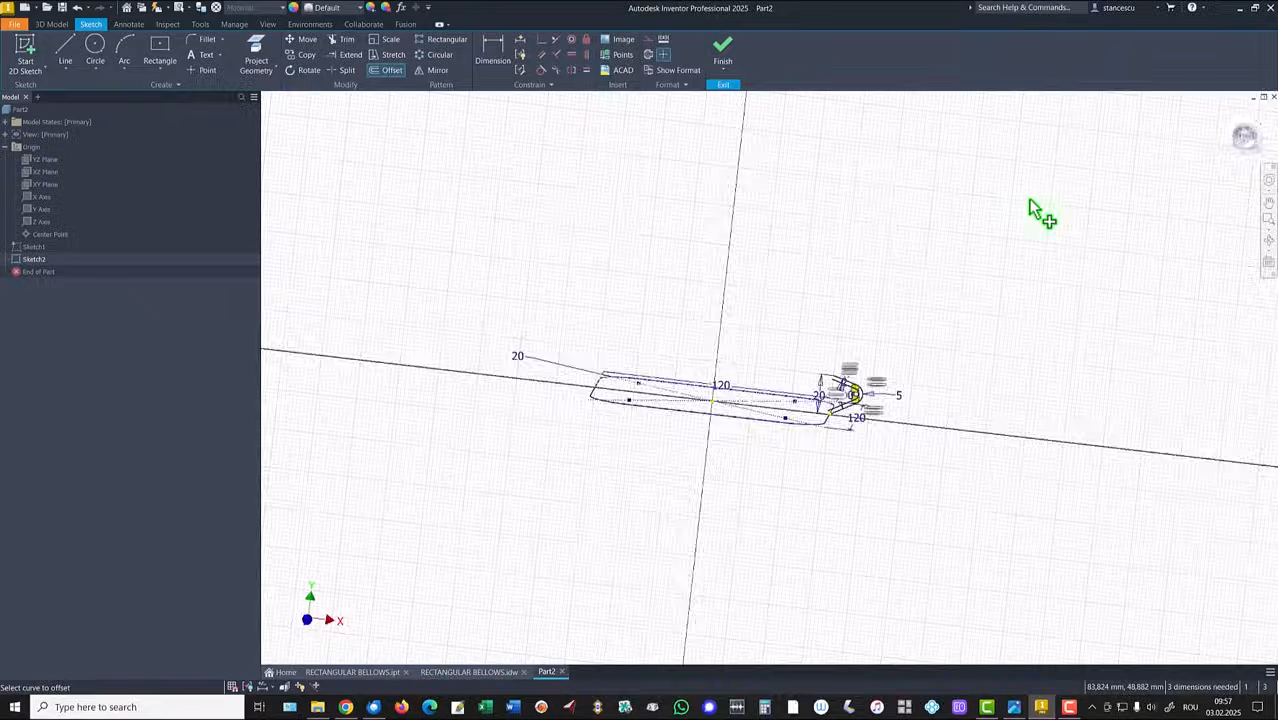 Material
Default
Autodesk Inventor Professional 2025   Part2
Search Help & Commands...
stancescu
File
3D Model
Sketch
Annotate
Inspect
Tools
Manage
View
Environments
Get Started
Collaborate
Fusion
Start
2D Sketch
Line
Circle
Arc
Rectangle
Fillet
Text
Point
Project
Geometry
Move
Copy
Rotate
Trim
Extend
Split
Scale
Stretch
Offset
Rectangular
Circular
Mirror
Dimension
Image
Points
ACAD
Show Format
Finish
Sketch
Create
Modify
Pattern
Constrain
Insert
Format
Exit
Model
Part2
Model States: [Primary]
View: [Primary]
Origin
YZ Plane
XZ Plane
XY Plane
X Axis
Y Axis
Z Axis
Center Point
Sketch1
Sketch2
End of Part
20
120
20
5
120
Y
X
Home
RECTANGULAR BELLOWS.ipt
RECTANGULAR BELLOWS.idw
Part2
Select curve to offset
83,824 mm, 48,882 mm
3 dimensions needed
1
3
Type here to search
ROU
09:57
03.02.2025